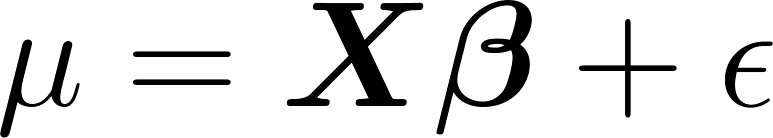 μ = Xβ + ϵ